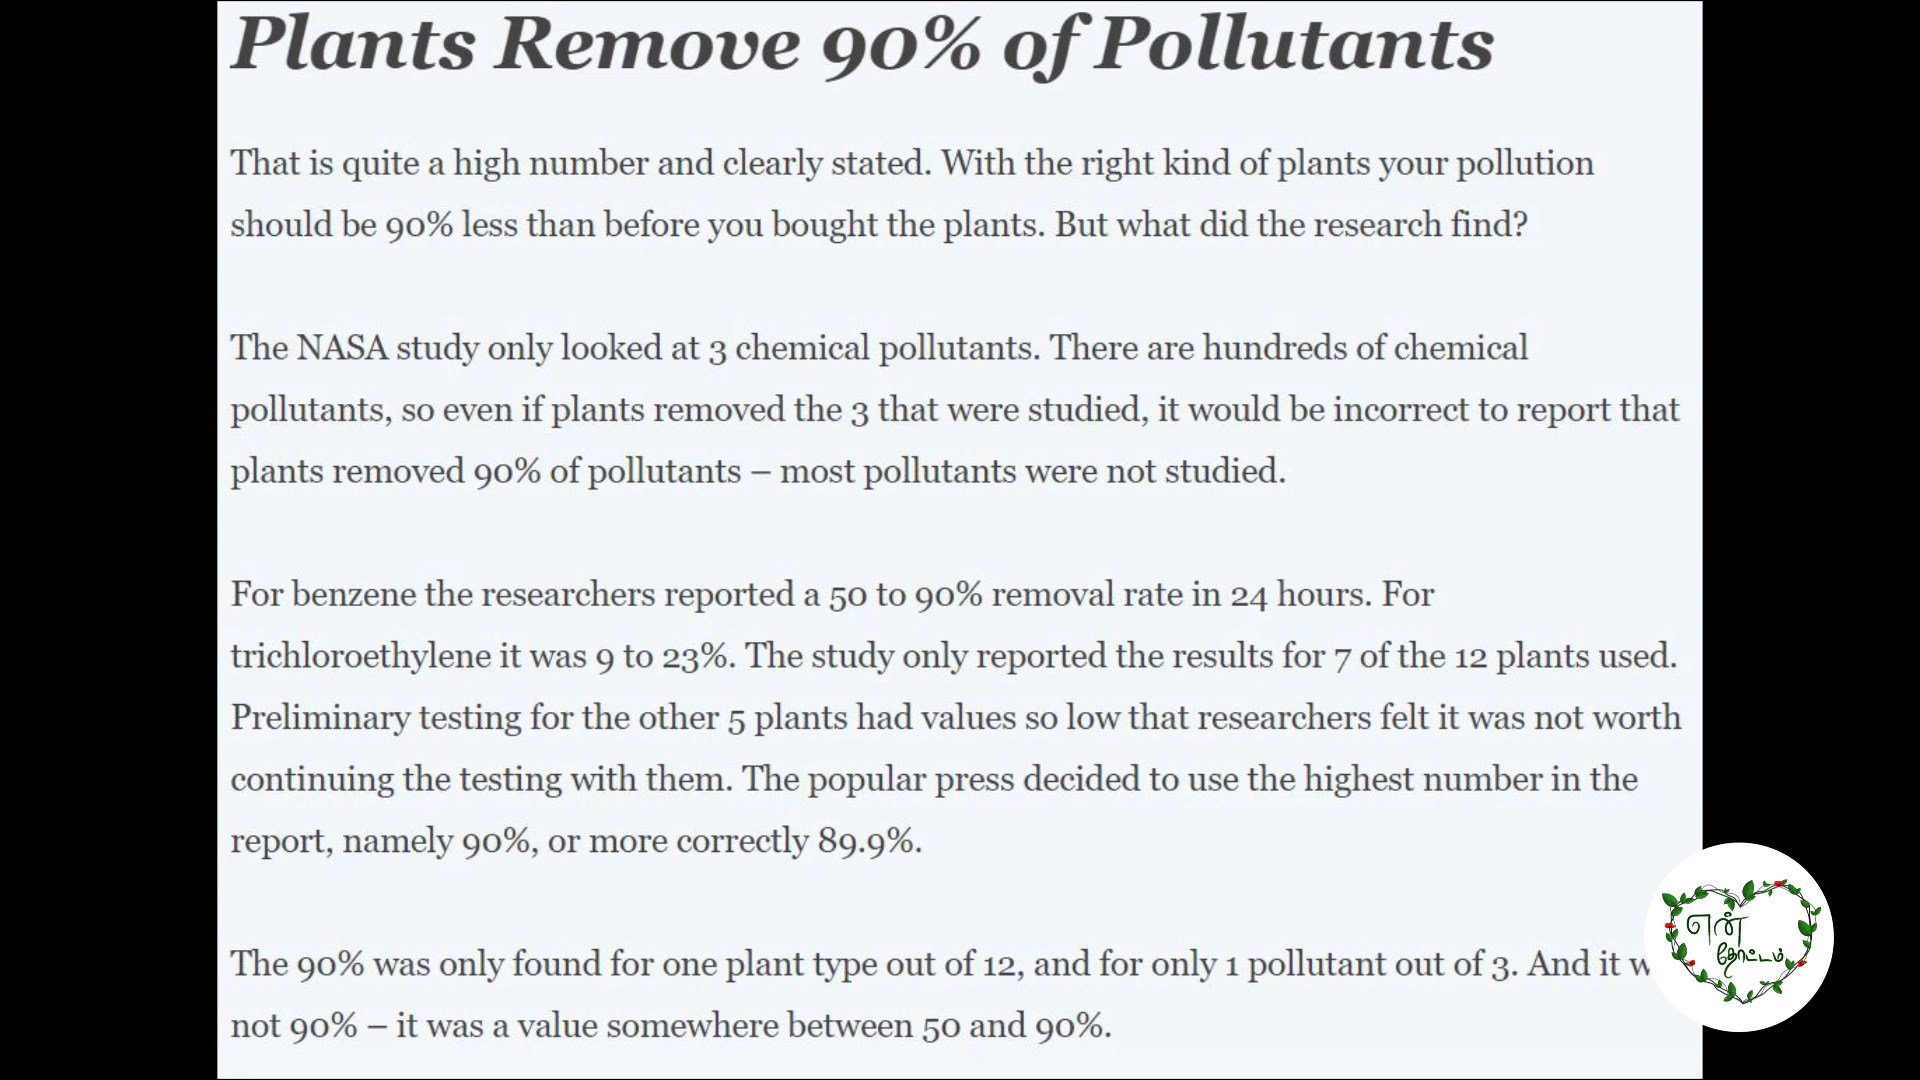 Plants Remove 90% of Pollutants
That is quite a high number and clearly stated. With the right kind of plants your pollution
should be 90% less than before you bought the plants. But what did the research find?
The NASA study only looked at 3 chemical pollutants. There are hundreds of chemical
pollutants, so even if plants removed the 3 that were studied, it would be incorrect to report that
plants removed 90% of pollutants – most pollutants were not studied.
For benzene the researchers reported a 50 to 90% removal rate in 24 hours. For
trichloroethylene it was 9 to 23%. The study only reported the results for 7 of the 12 plants used.
Preliminary testing for the other 5 plants had values so low that researchers felt it was not worth
continuing the testing with them. The popular press decided to use the highest number in the
report, namely 90%, or more correctly 89.9%.
The 90% was only found for one plant type out of 12, and for only 1 pollutant out of 3. And it
not 90% – it was a value somewhere between 50 and 90%.
என்
தோட்டம்